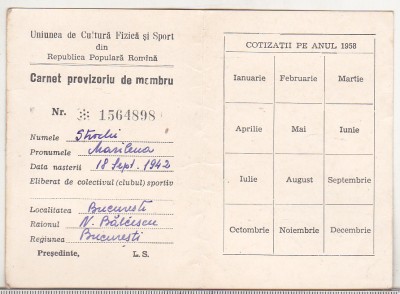 Uniunea de Cultură Fizică și Sport
din
Republica Populară Romînă
Carnet provizoriu de membru
Nr. 1564898
Numele
Pronumele Marilena
Data nasterii 18 Sept. 1942
Eliberat de colectivul (clubul) sportiv
Localitatea București
Raionul N. Bălcescu
Regiunea București
Președinte, L. S.
COTIZAȚII PE ANUL 1958
Ianuarie Februarie Martie
Aprilie Mai Iunie
Iulie August Septembrie
Octombrie Noiembrie Decembrie